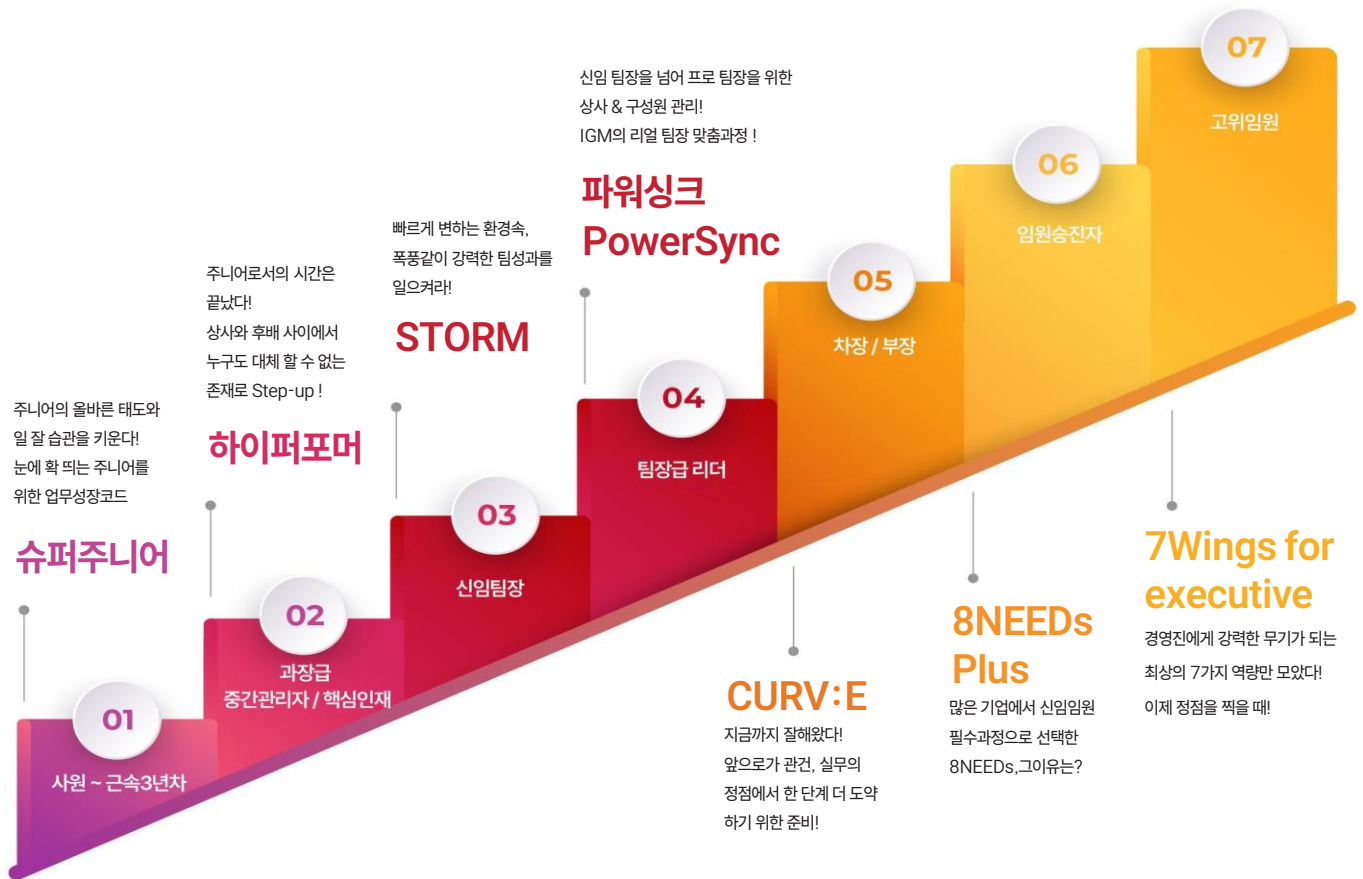 주니어의 올바른 태도와
일 잘 습관을 키운다!
눈에 확 띄는 주니어를
위한 업무성장코드
슈퍼주니어
01
사원 ~ 근속3년차
주니어로서의 시간은
끝났다!
상사와 후배 사이에서
누구도 대체 할 수 없는
존재로 Step-up !
하이퍼포머
02
과장급
중간관리자 / 핵심인재
빠르게 변하는 환경속,
폭풍같이 강력한 팀성과를
일으켜라!
STORM
03
신임팀장
신임 팀장을 넘어 프로 팀장을 위한
상사 & 구성원 관리!
IGM의 리얼 팀장 맞춤과정 !
파워싱크
PowerSync
04
팀장급 리더
05
차장 / 부장
CURV:E
지금까지 잘해왔다!
앞으로가 관건, 실무의
정점에서 한 단계 더 도약
하기 위한 준비!
06
임원승진자
8NEEDs
Plus
많은 기업에서 신임임원
필수과정으로 선택한
8NEEDs,그이유는?
07
고위임원
7Wings for
executive
경영진에게 강력한 무기가 되는
최상의 7가지 역량만 모았다!
이제 정점을 찍을 때!